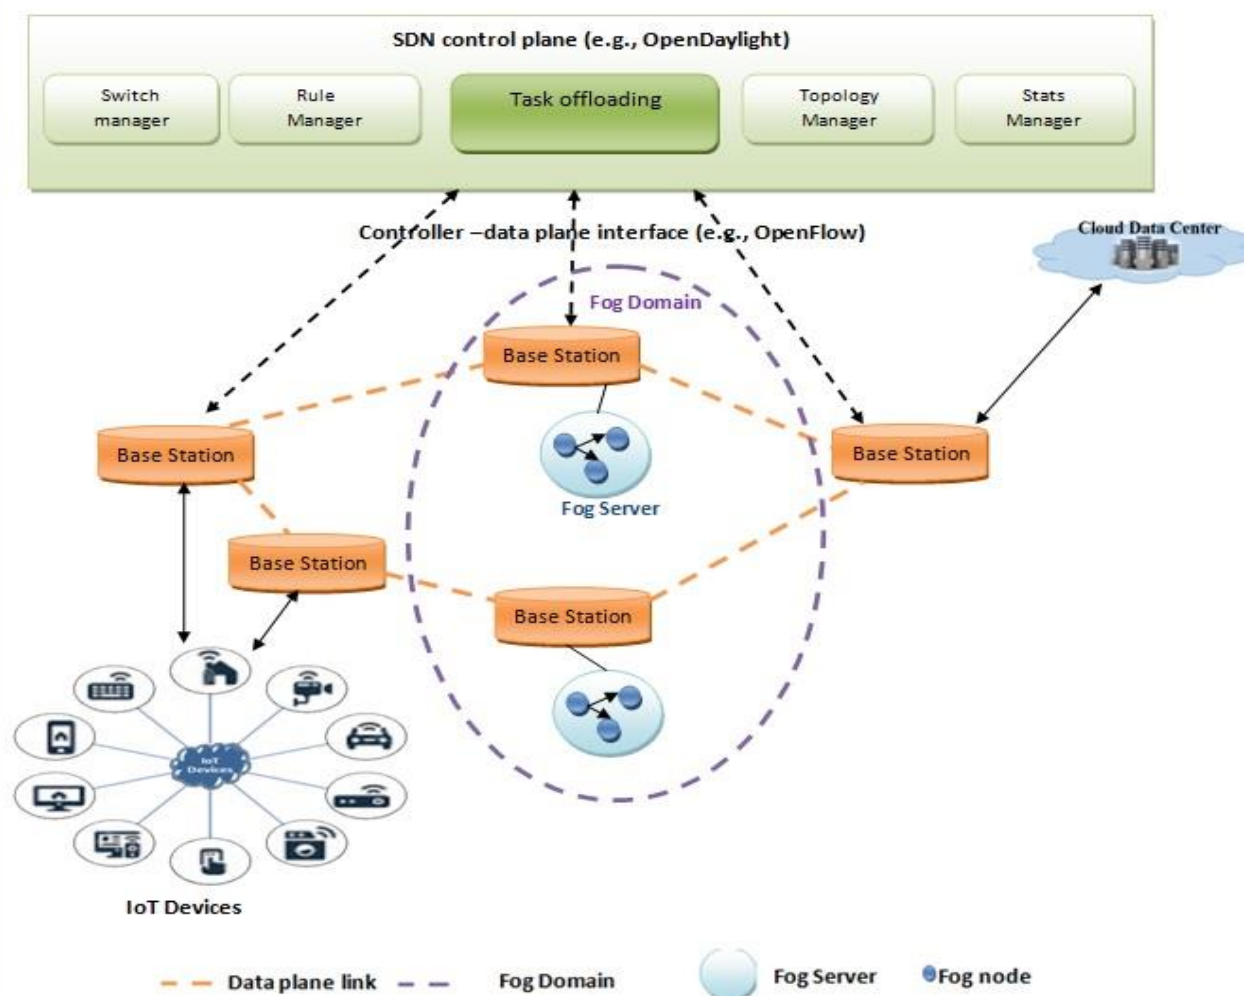 SDN control plane (e.g., OpenDaylight)
Switch
manager
Rule
Manager
Task offloading
Topology
Manager
Stats
Manager
Controller –data plane interface (e.g., OpenFlow)
Cloud Data Center
Fog Domain
Base Station
Base Station
Base Station
Fog Server
Base Station
Base Station
IoT
Devices
IoT Devices
Data plane link
Fog Domain
Fog Server
Fog node